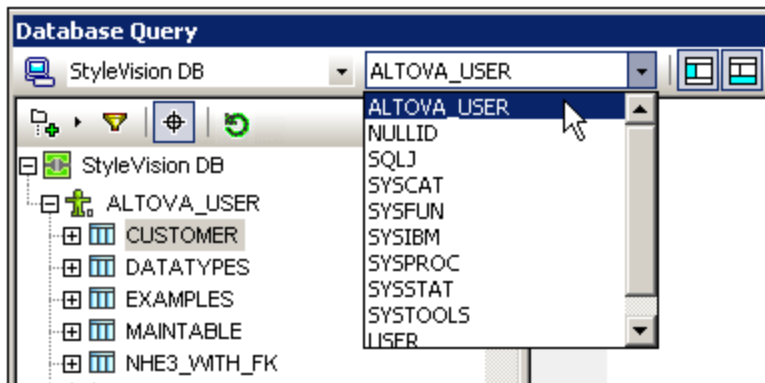 Database Query
StyleVision DB
ALTOVA_USER
ALTOVA_USER
NULLID
SQLJ
SYSCAT
SYSFUN
SYSIBM
SYSPROC
SYSSTAT
SYSTOOLS
USER
StyleVision DB
ALTOVA_USER
CUSTOMER
DATATYPES
EXAMPLES
MAINTABLE
NHE3_WITH_FK